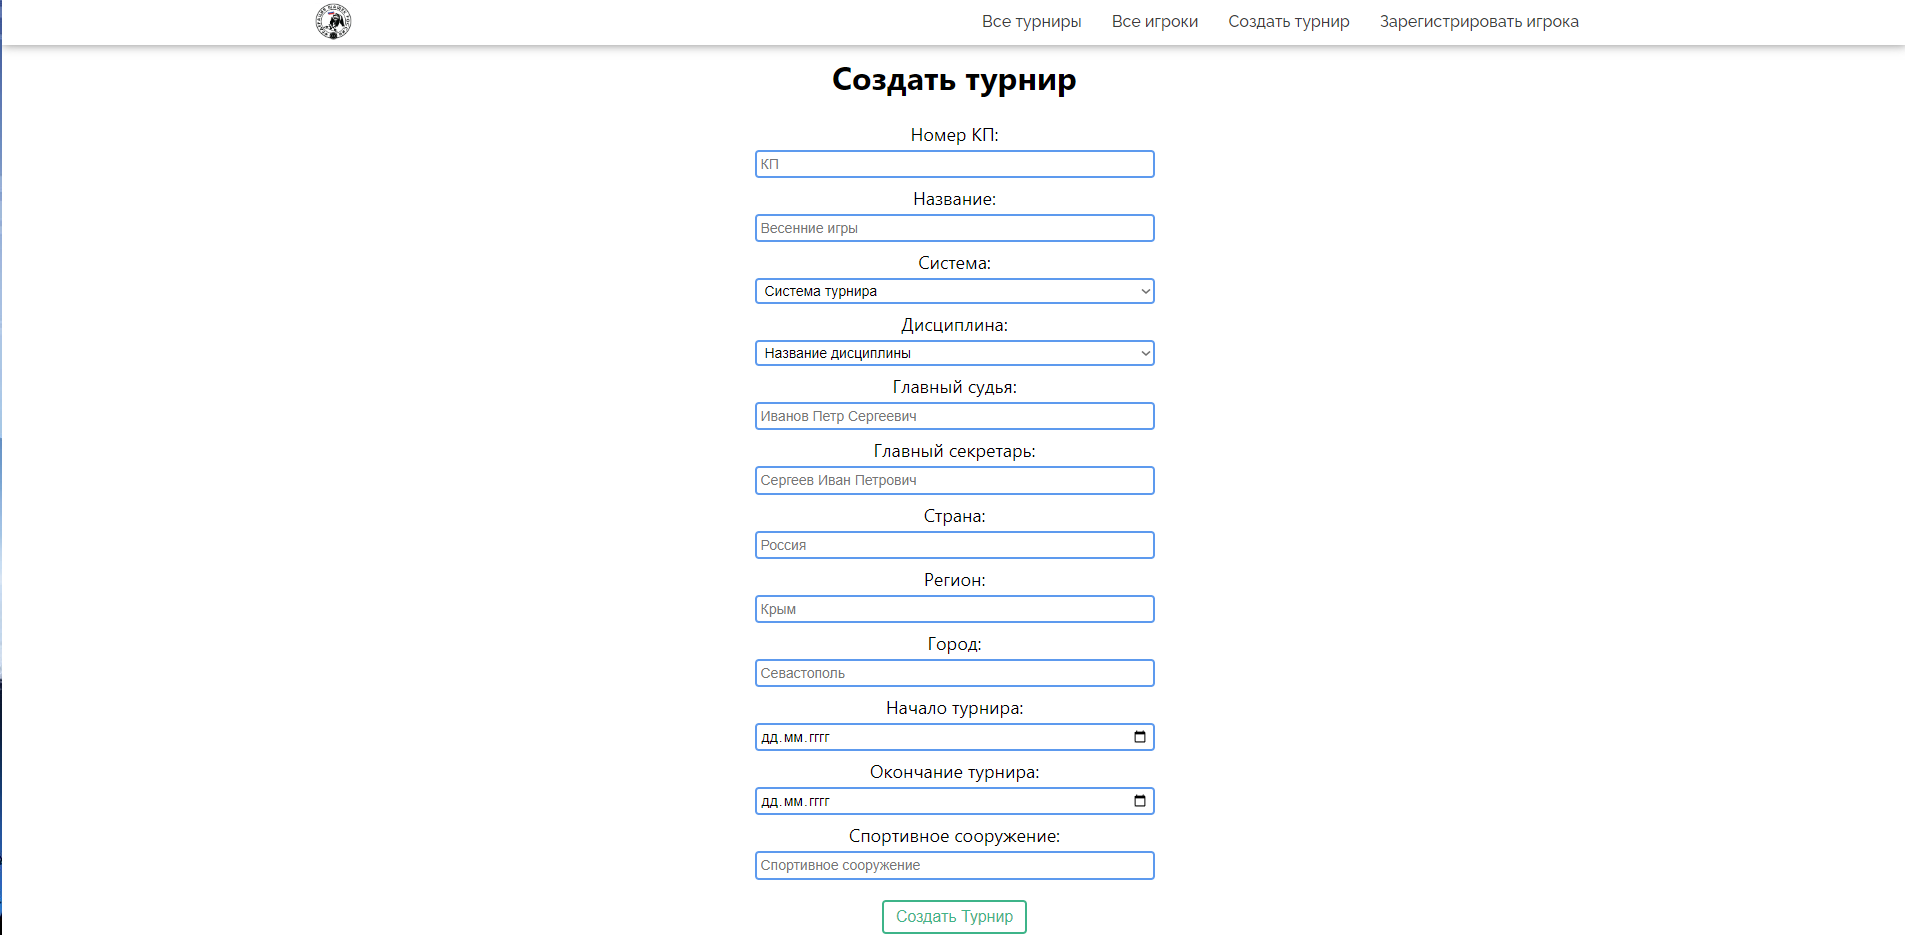 Все турниры Все игроки Создать турнир Зарегистрировать игрока
Создать турнир
Номер КП:
КП
Название:
Весенние игры
Система:
Система турнира
Дисциплина:
Название дисциплины
Главный судья:
Иванов Петр Сергеевич
Главный секретарь:
Сергеев Иван Петрович
Страна:
Россия
Регион:
Крым
Город:
Севастополь
Начало турнира:
дд.мм.гггг
Окончание турнира:
дд.мм.гггг
Спортивное сооружение:
Спортивное сооружение
Создать Турнир